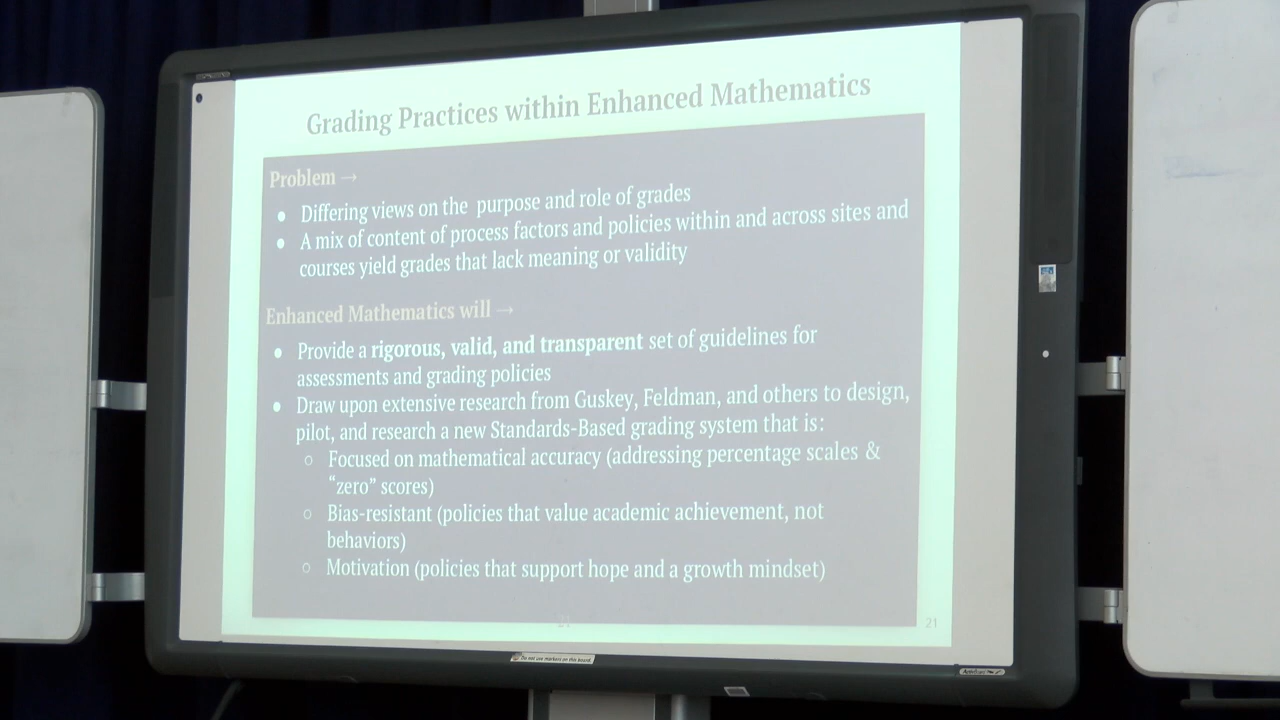 Grading Practices within Enhanced Mathematics
Problem →
● Differing views on the purpose and role of grades
● A mix of content of process factors and policies within and across sites and
courses yield grades that lack meaning or validity
Enhanced Mathematics will →
● Provide a rigorous, valid, and transparent set of guidelines for
assessments and grading policies
● Draw upon extensive research from Guskey, Feldman, and others to design,
pilot, and research a new Standards-Based grading system that is:
○ Focused on mathematical accuracy (addressing percentage scales &
“zero” scores)
○ Bias-resistant (policies that value academic achievement, not
behaviors)
○ Motivation (policies that support hope and a growth mindset)
21
Do not use markers on this board.